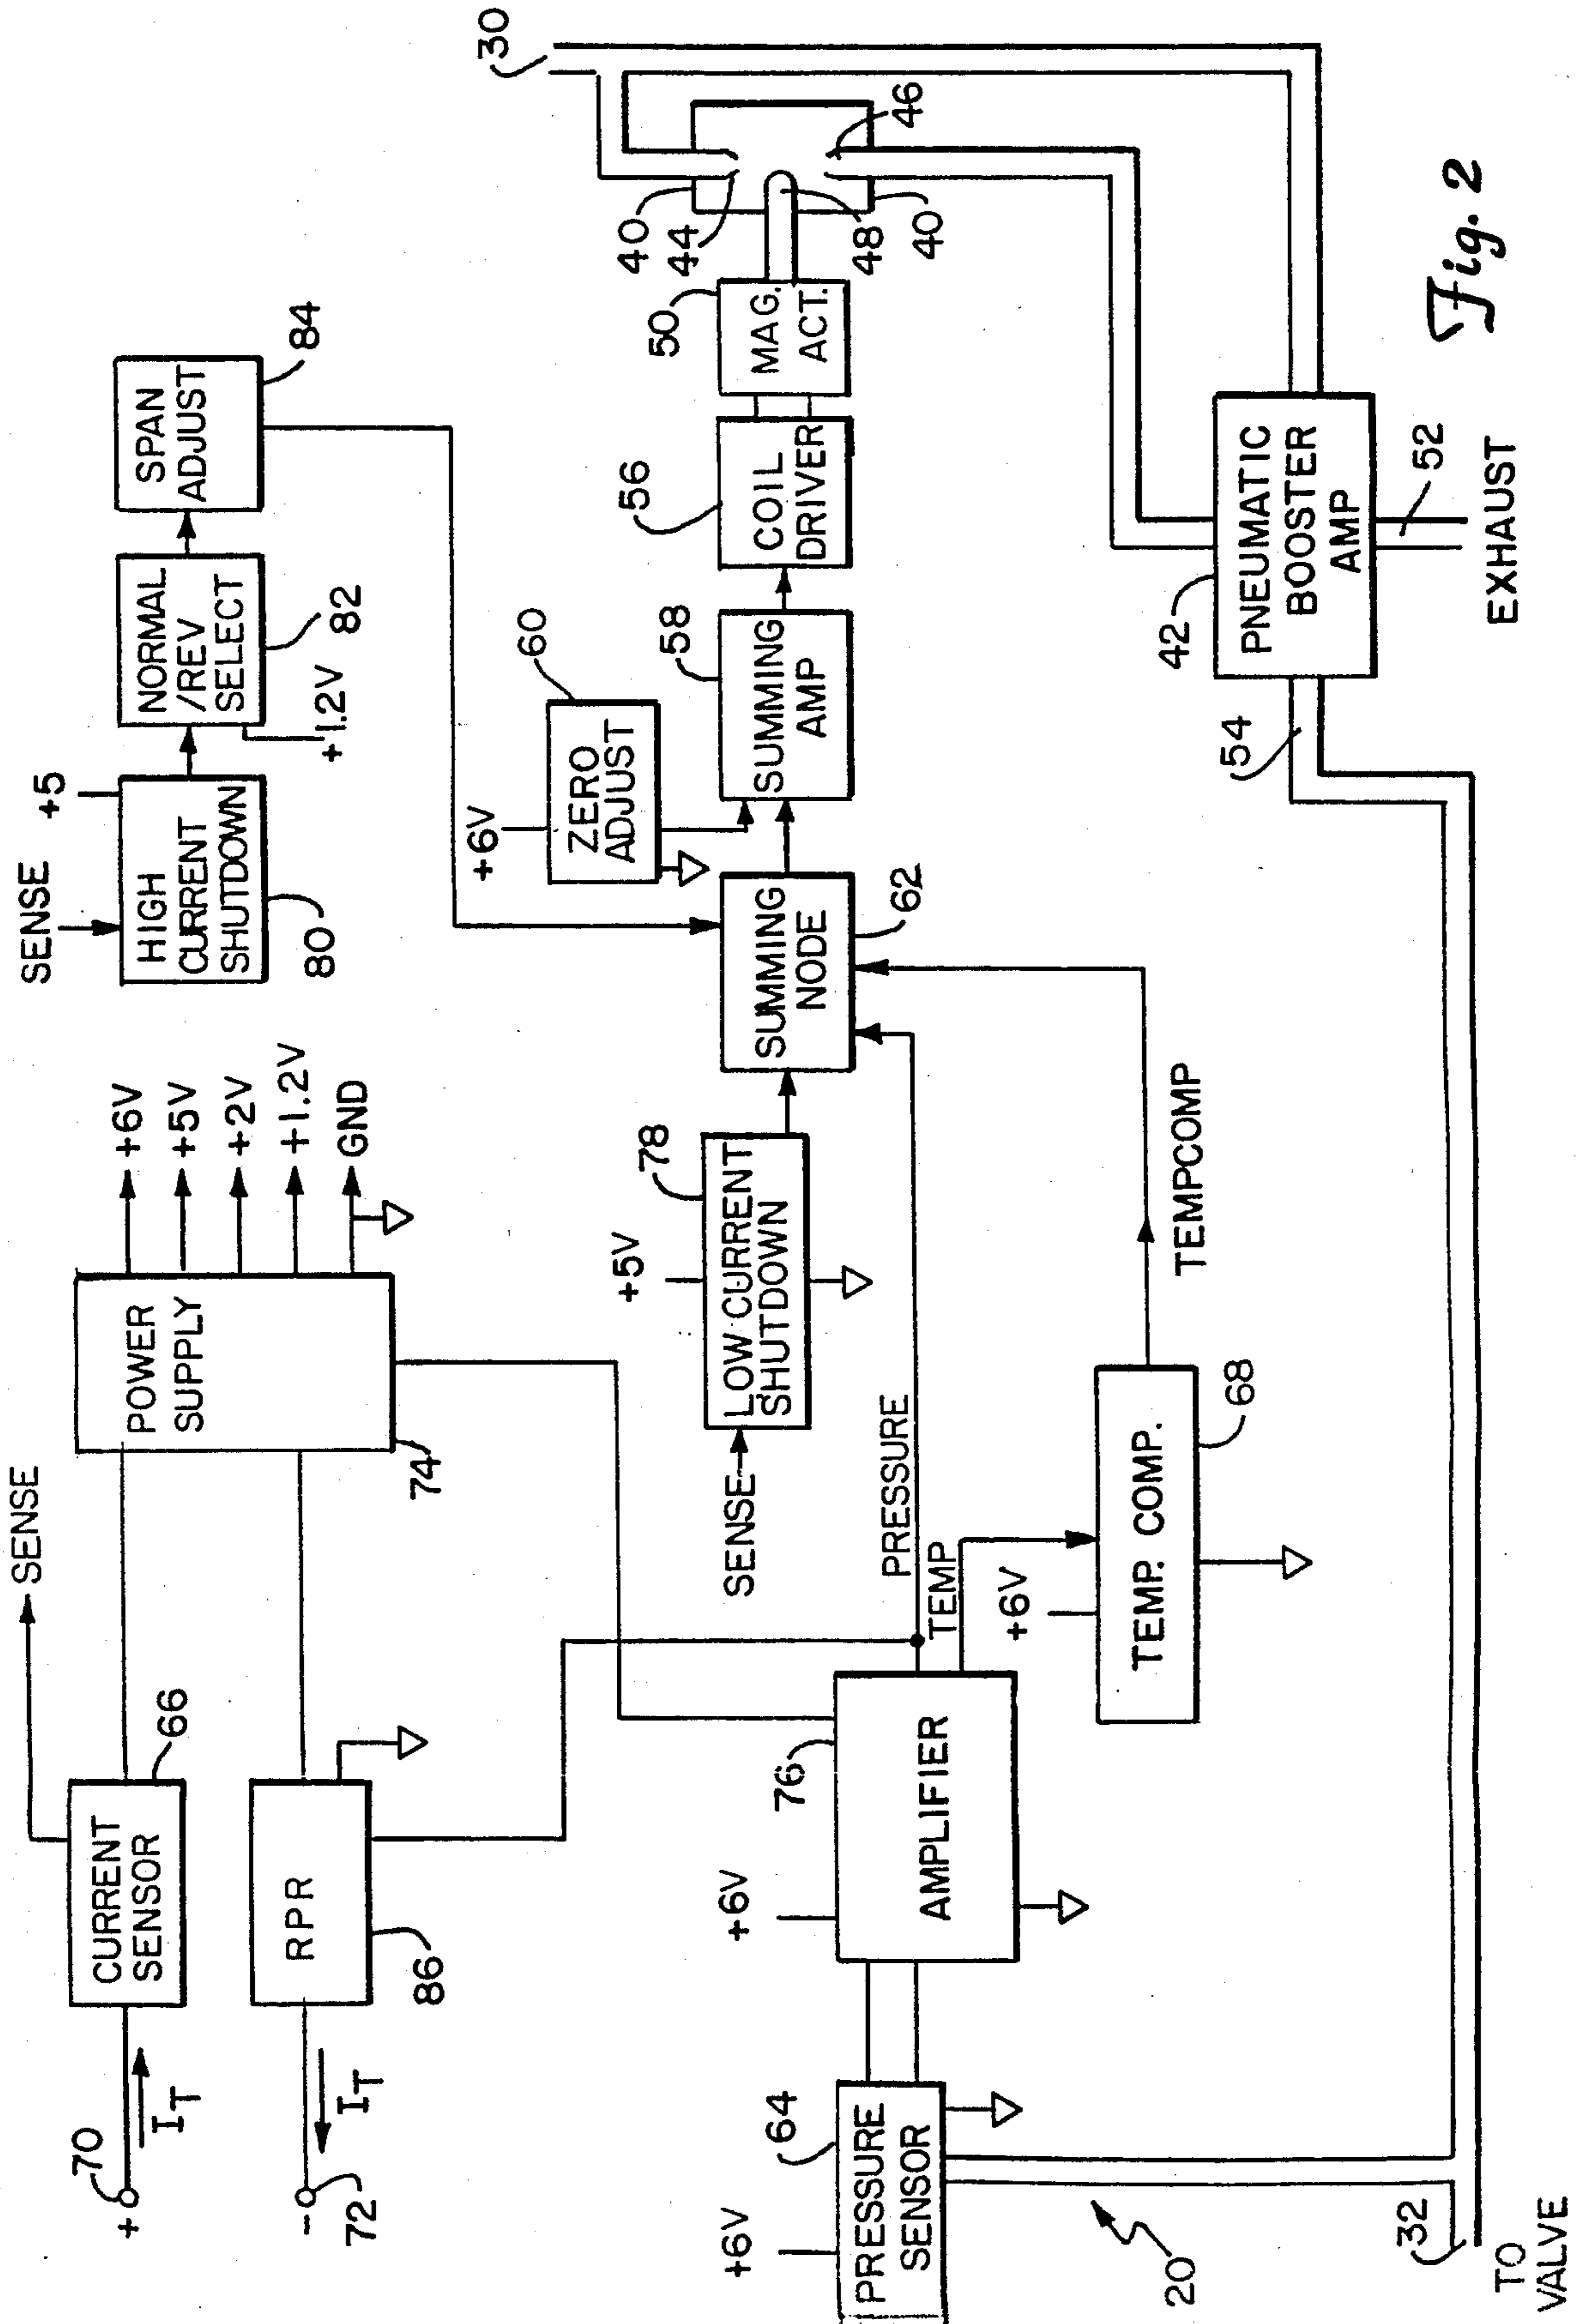 SENSE
+ 70
I_T
CURRENT
SENSOR
66
- 72
I_T
RPR
86
POWER
SUPPLY
74
+6V
+5V
+2V
+1.2V
GND
SENSE
+5
HIGH
CURRENT
SHUTDOWN
80
NORMAL
/REV
SELECT
82
+1.2V
SPAN
ADJUST
84
+6V
ZERO
ADJUST
60
SENSE
+5V
LOW CURRENT
SHUTDOWN
78
SUMMING
NODE
62
SUMMING
AMP
58
COIL
DRIVER
56
MAG.
ACT.
50
40
44
48
40
46
30
+6V
PRESSURE
SENSOR
64
+6V
AMPLIFIER
76
PRESSURE
TEMP
+6V
TEMP. COMP.
68
TEMPCOMP
PNEUMATIC
BOOSTER
AMP
42
54
52
EXHAUST
20
32
TO
VALVE
Fig. 2